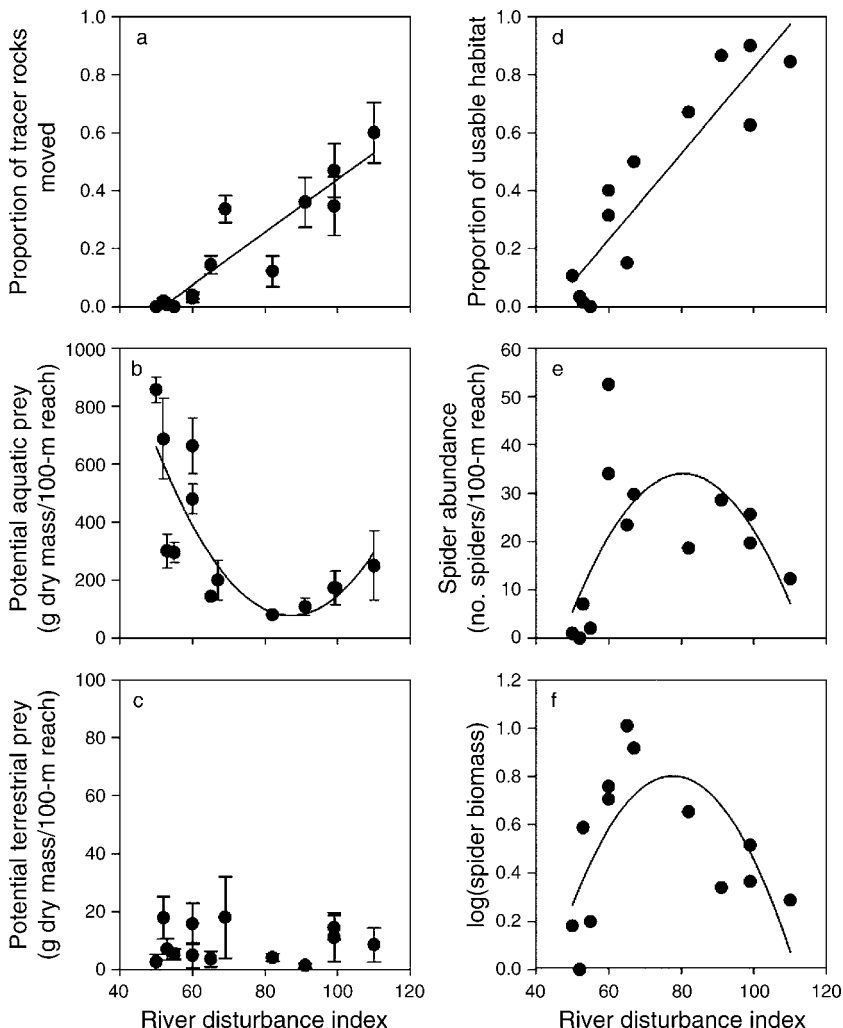 a
Proportion of tracer rocks
moved
1.0
0.8
0.6
0.4
0.2
0.0
d
Proportion of usable habitat
1.0
0.8
0.6
0.4
0.2
0.0
b
Potential aquatic prey
(g dry mass/100-m reach)
1000
800
600
400
200
0
e
Spider abundance
(no. spiders/100-m reach)
60
50
40
30
20
10
0
c
Potential terrestrial prey
(g dry mass/100-m reach)
100
80
60
40
20
0
40 60 80 100 120
River disturbance index
f
log(spider biomass)
1.2
1.0
0.8
0.6
0.4
0.2
0.0
40 60 80 100 120
River disturbance index